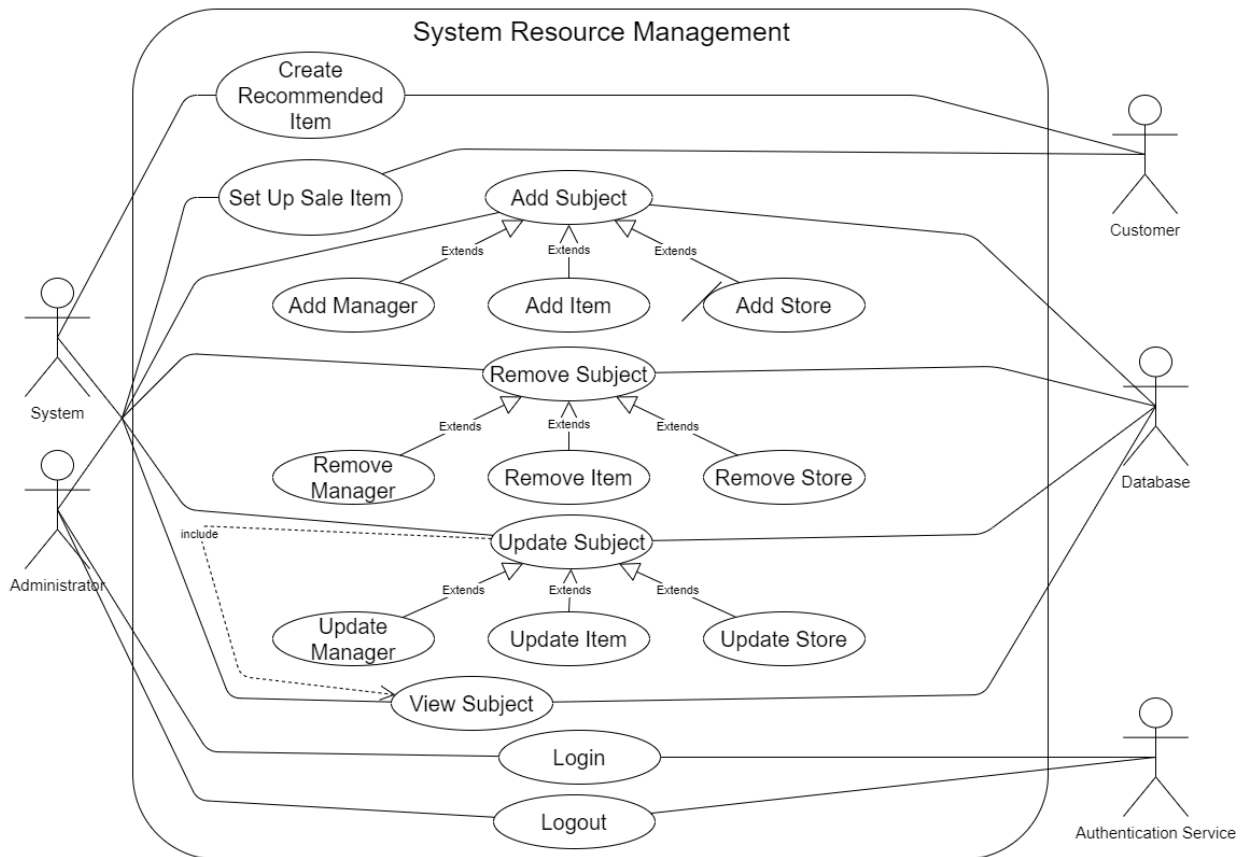 System Resource Management
Create
Recommended
Item
Set Up Sale Item
Add Subject
Customer
Extends
Extends
Extends
Add Manager
Add Item
Add Store
System
Remove Subject
Extends
Extends
Extends
Remove
Manager
Remove Item
Remove Store
Database
include
Update Subject
Administrator
Extends
Extends
Extends
Update
Manager
Update Item
Update Store
View Subject
Login
Logout
Authentication Service